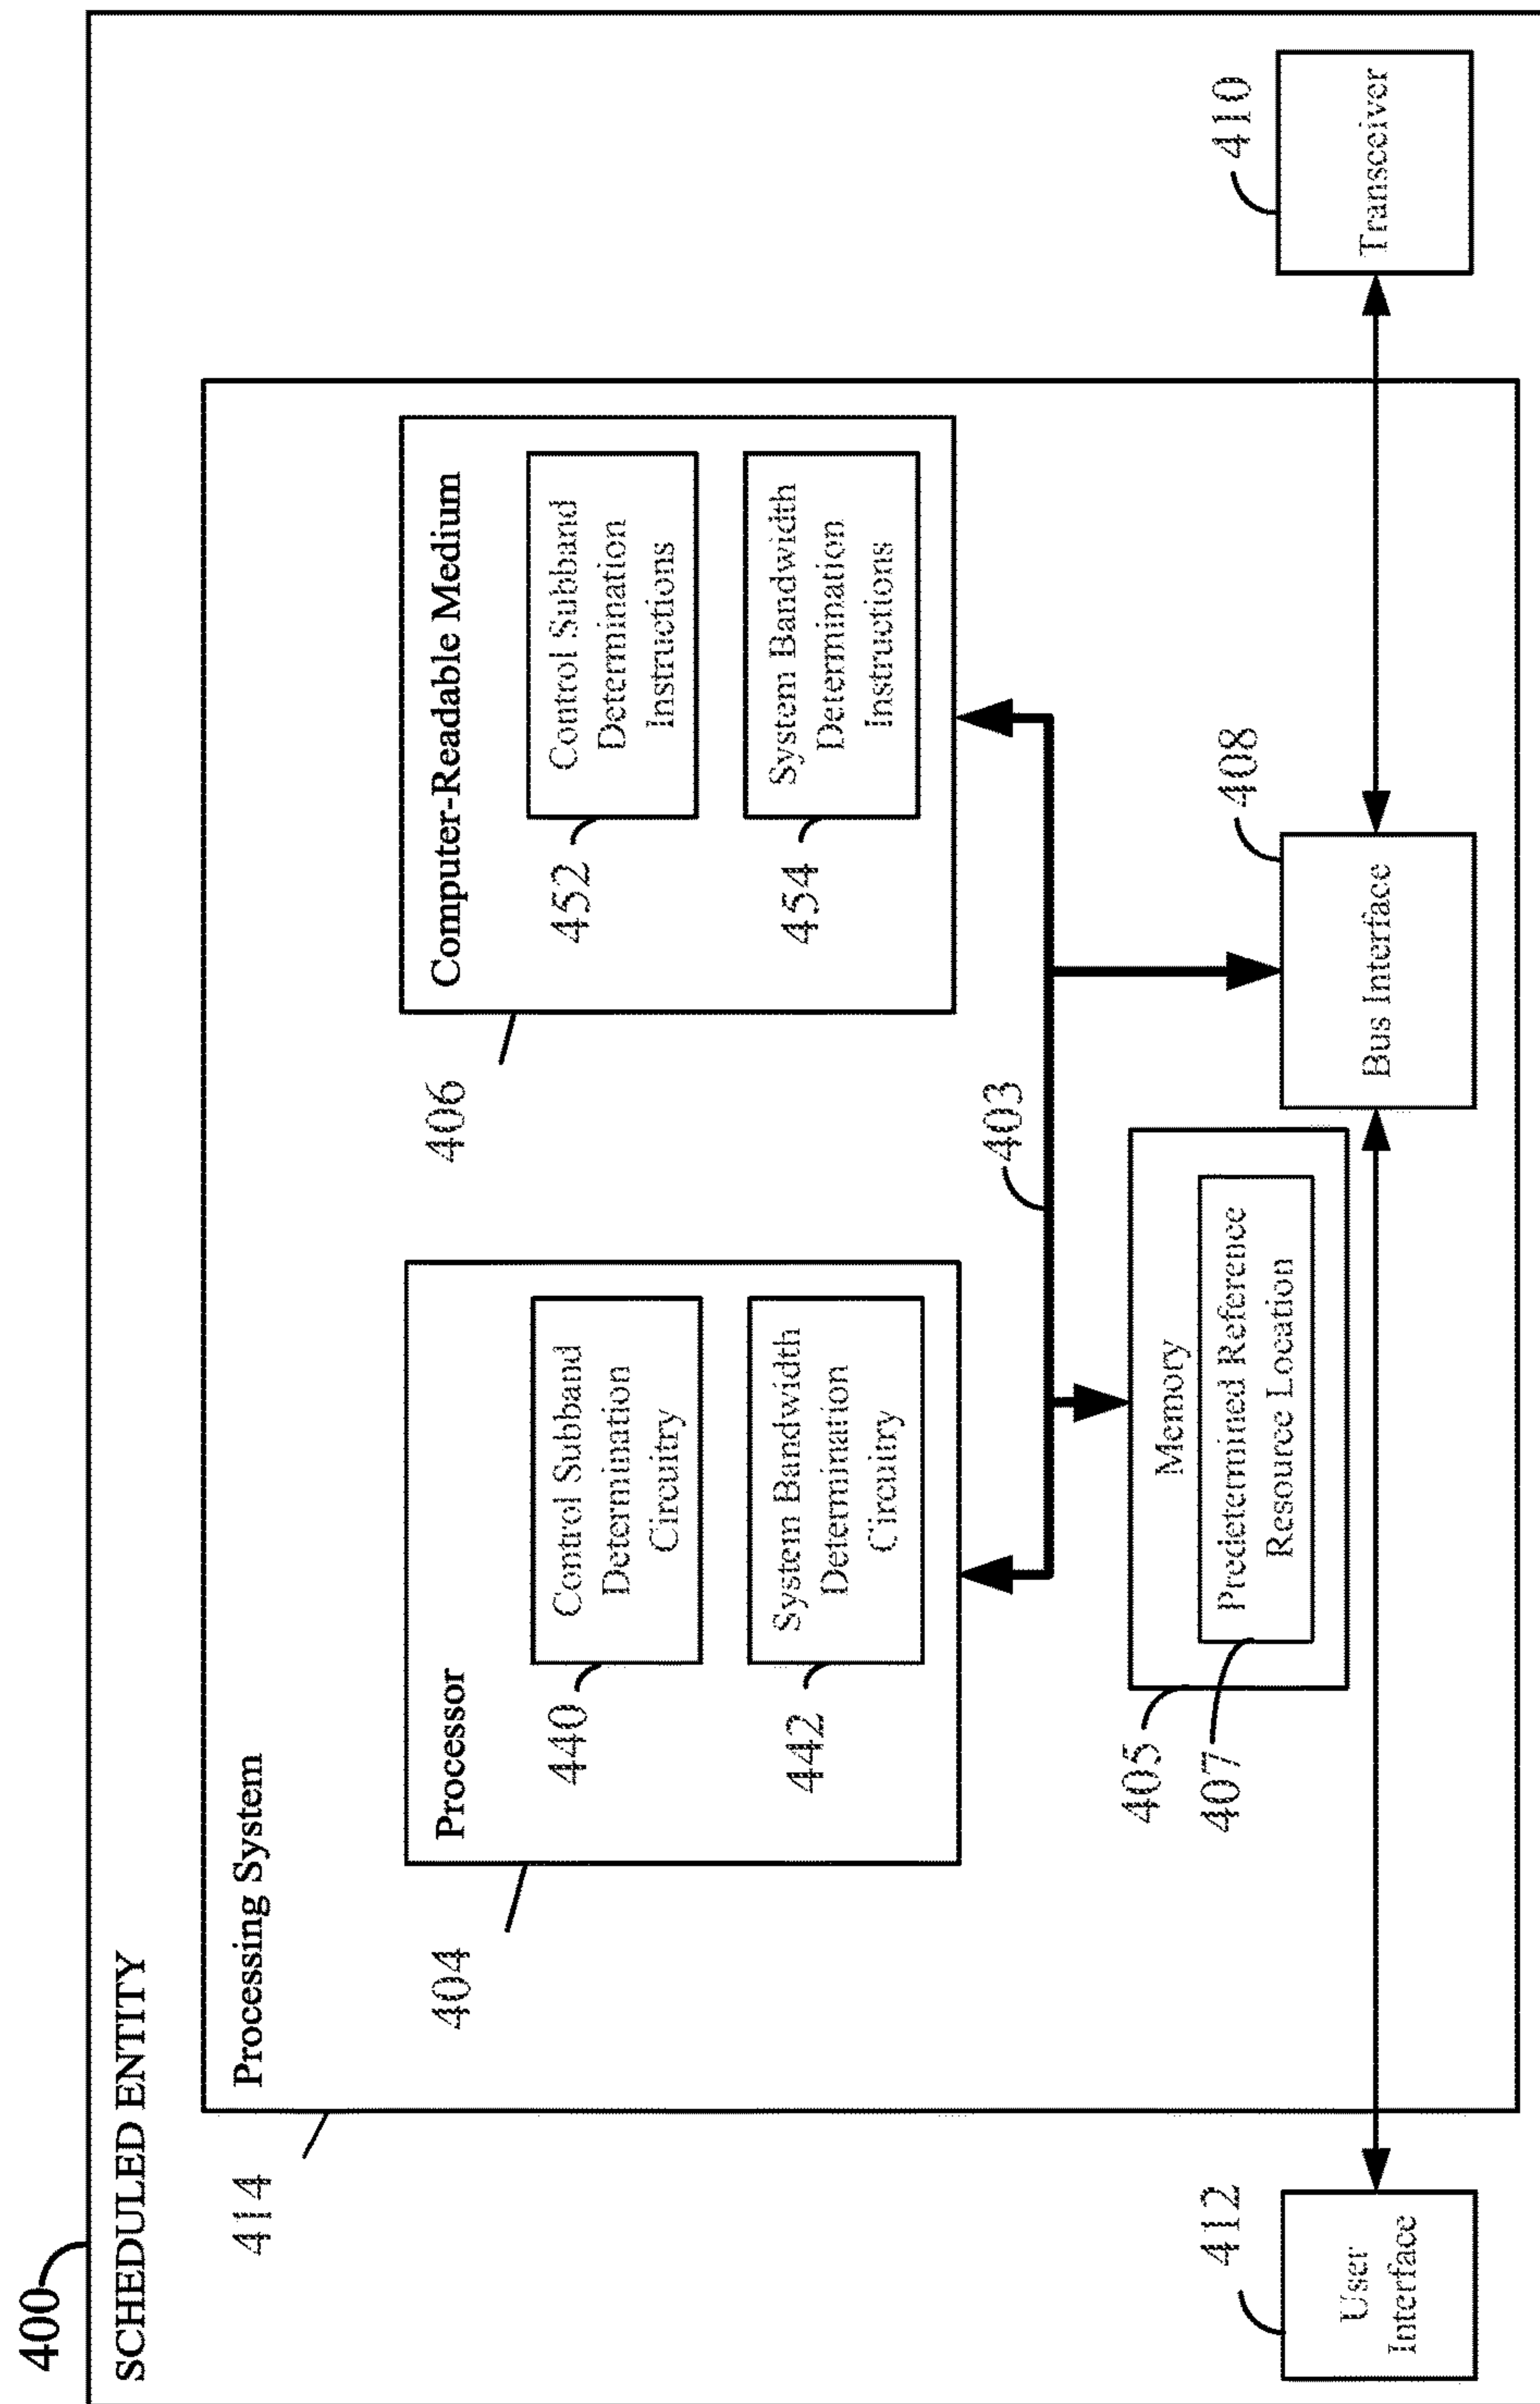 400
SCHEDULED ENTITY
414
Processing System
404
Processor
440
Control Subband
Determination
Circuitry
442
System Bandwidth
Determination
Circuitry
406
Computer-Readable Medium
452
Control Subband
Determination
Instructions
454
System Bandwidth
Determination
Instructions
403
405
Memory
407
Predetermined Reference
Resource Location
408
Bus Interface
412
User
Interface
410
Transceiver